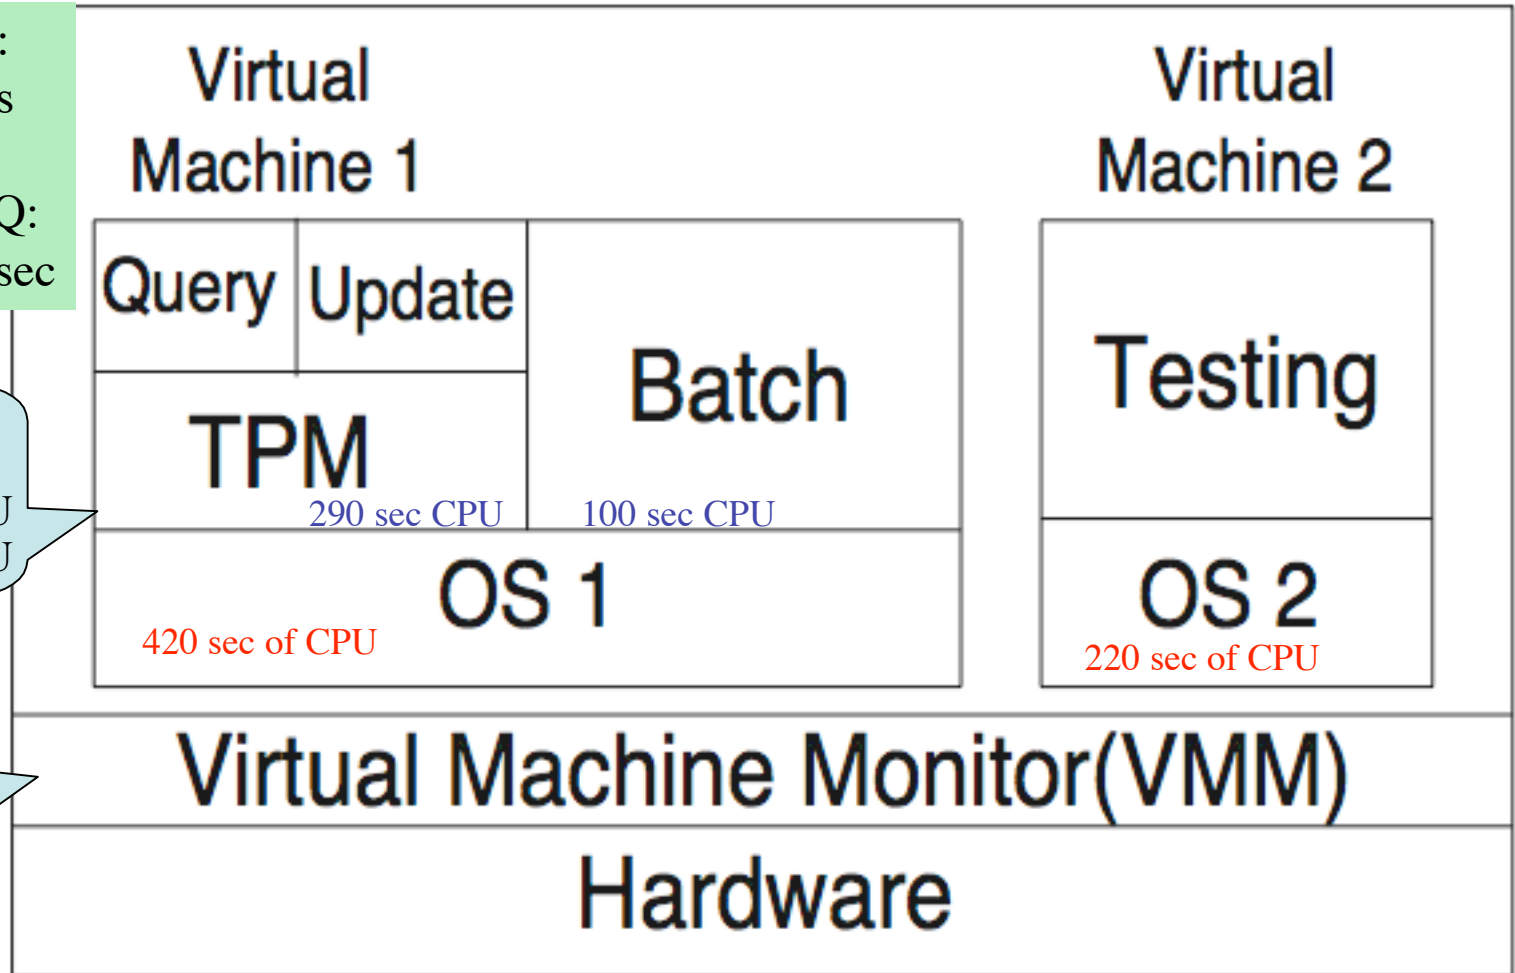 :
s
Q:
sec
Virtual
Machine 1
Virtual
Machine 2
Query
Update
Batch
Testing
TPM
290 sec CPU
100 sec CPU
U
U
OS 1
420 sec of CPU
OS 2
220 sec of CPU
Virtual Machine Monitor(VMM)
Hardware